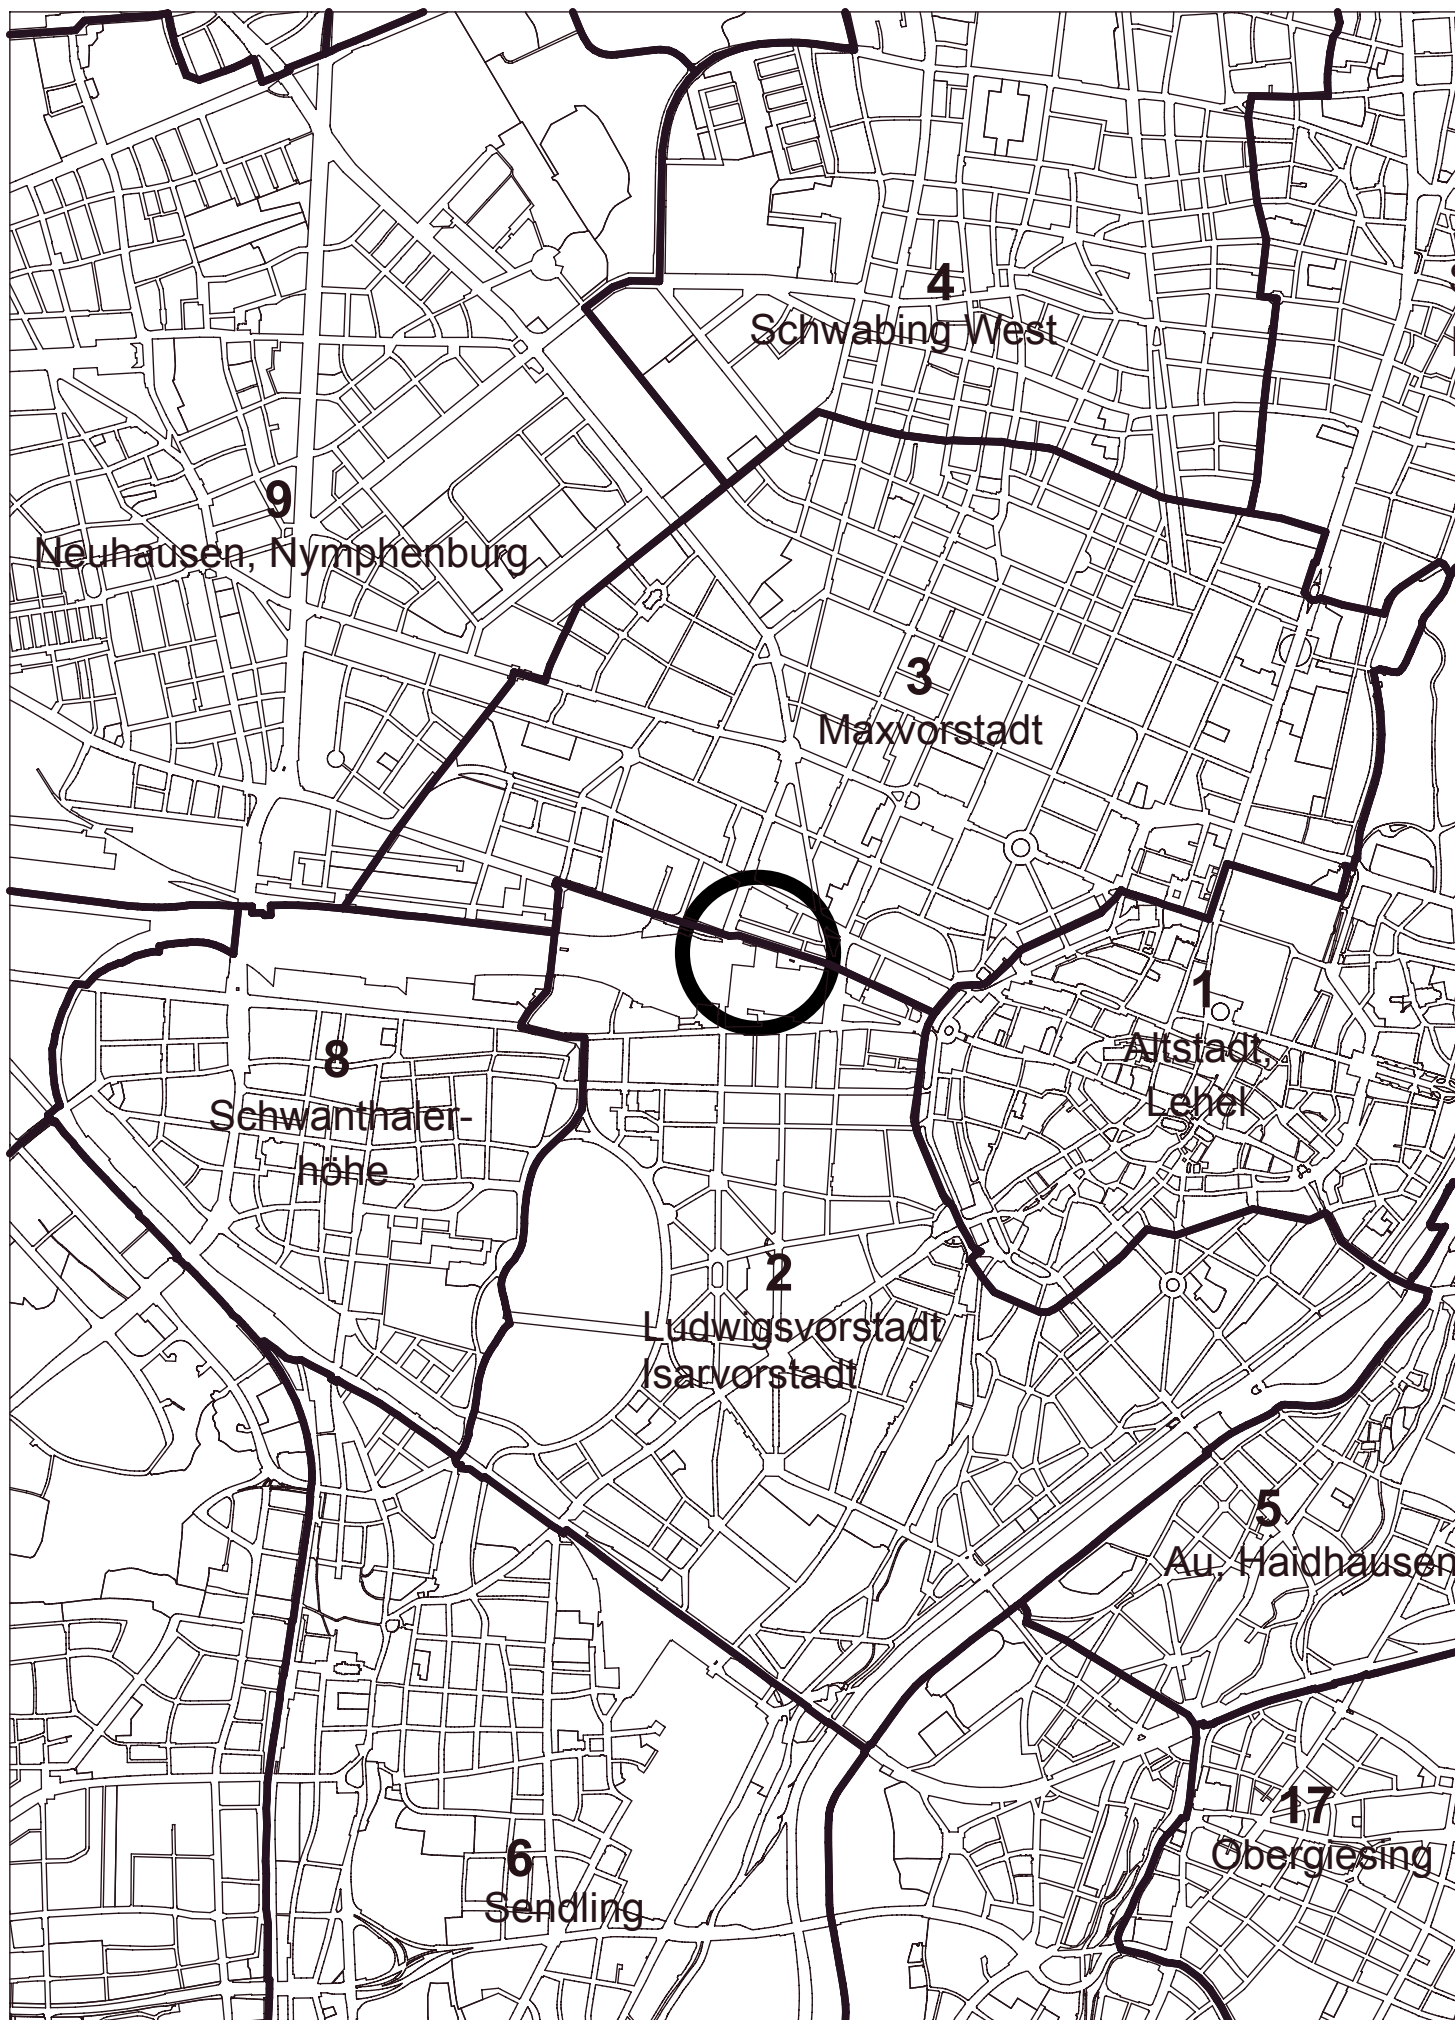 4
Schwabing West
9
Neuhausen, Nymphenburg
3
Maxvorstadt
1
Altstadt,
Lehel
8
Schwanthaler-
höhe
2
Ludwigsvorstadt
Isarvorstadt
5
Au, Haidhausen
17
Obergiesing
6
Sendling